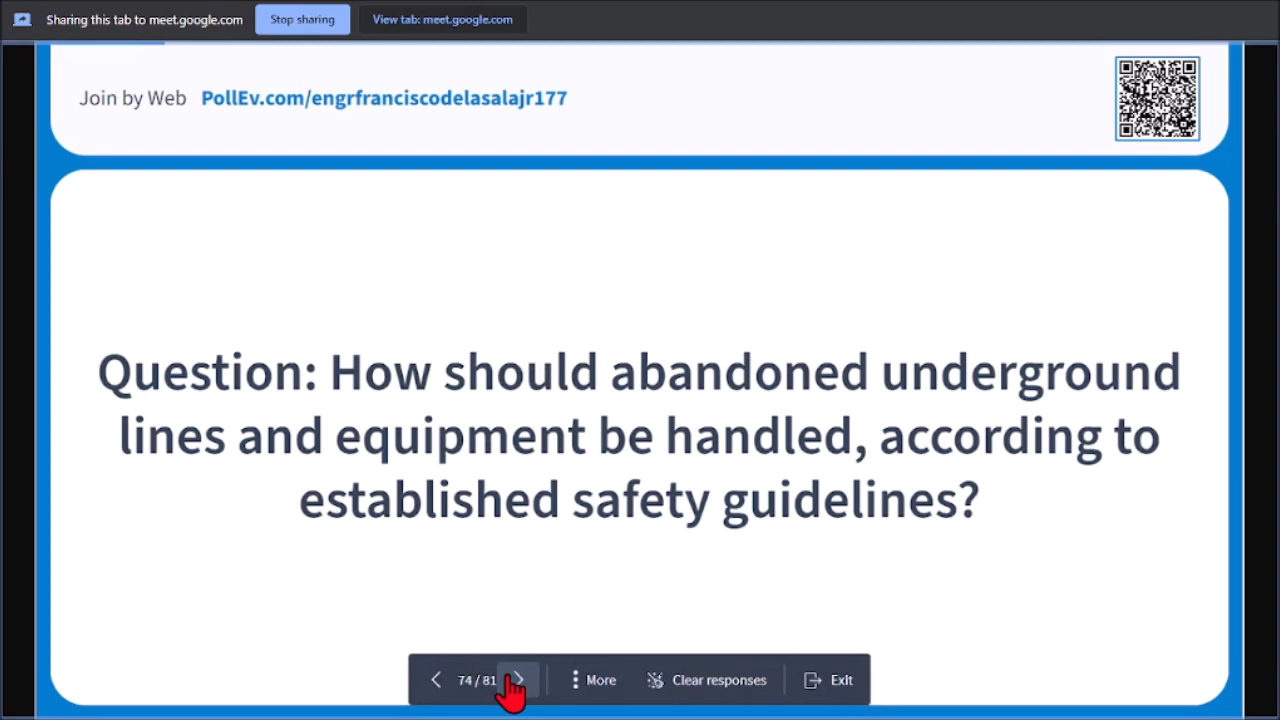 Sharing this tab to meet.google.com Stop sharing View tab: meet.google.com
Join by Web PollEv.com/engrfranciscodelasalajr177
Question: How should abandoned underground
lines and equipment be handled, according to
established safety guidelines?
74 / 81 More Clear responses Exit